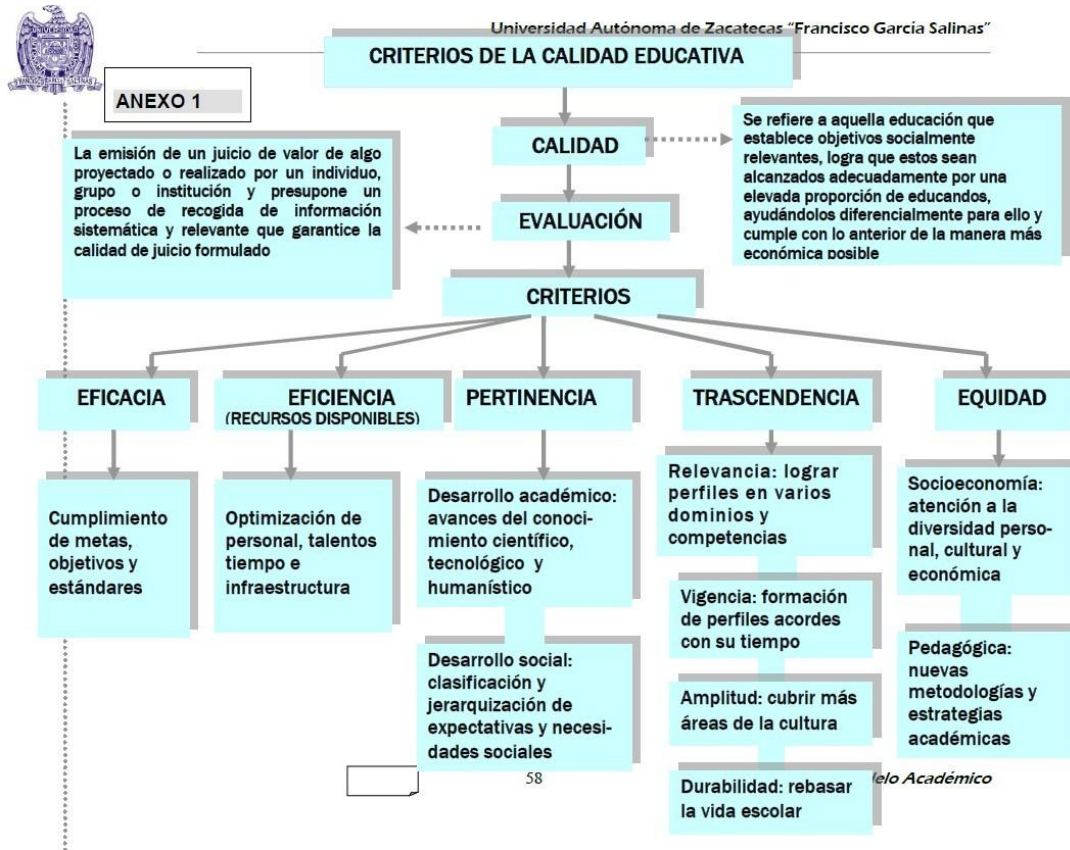 Universidad Autónoma de Zacatecas "Francisco García Salinas"
CRITERIOS DE LA CALIDAD EDUCATIVA
ANEXO 1
CALIDAD
Se refiere a aquella educación que
establece objetivos socialmente
relevantes, logra que estos sean
alcanzados adecuadamente por una
elevada proporción de educandos,
ayudándolos diferencialmente para ello y
cumple con lo anterior de la manera más
económica posible
La emisión de un juicio de valor de algo
proyectado o realizado por un individuo,
grupo o institución y presupone un
proceso de recogida de información
sistemática y relevante que garantice la
calidad de juicio formulado
EVALUACIÓN
CRITERIOS
EFICACIA
Cumplimiento
de metas,
objetivos y
estándares
EFICIENCIA
(RECURSOS DISPONIBLES)
Optimización de
personal, talentos
tiempo e
infraestructura
PERTINENCIA
Desarrollo académico:
avances del conoci-
miento científico,
tecnológico y
humanístico
Desarrollo social:
clasificación y
jerarquización de
expectativas y necesi-
dades sociales
TRASCENDENCIA
Relevancia: lograr
perfiles en varios
dominios y
competencias
Vigencia: formación
de perfiles acordes
con su tiempo
Amplitud: cubrir más
áreas de la cultura
Durabilidad: rebasar
la vida escolar
EQUIDAD
Socioeconomía:
atención a la
diversidad perso-
nal, cultural y
económica
Pedagógica:
nuevas
metodologías y
estrategias
académicas
58
Académico